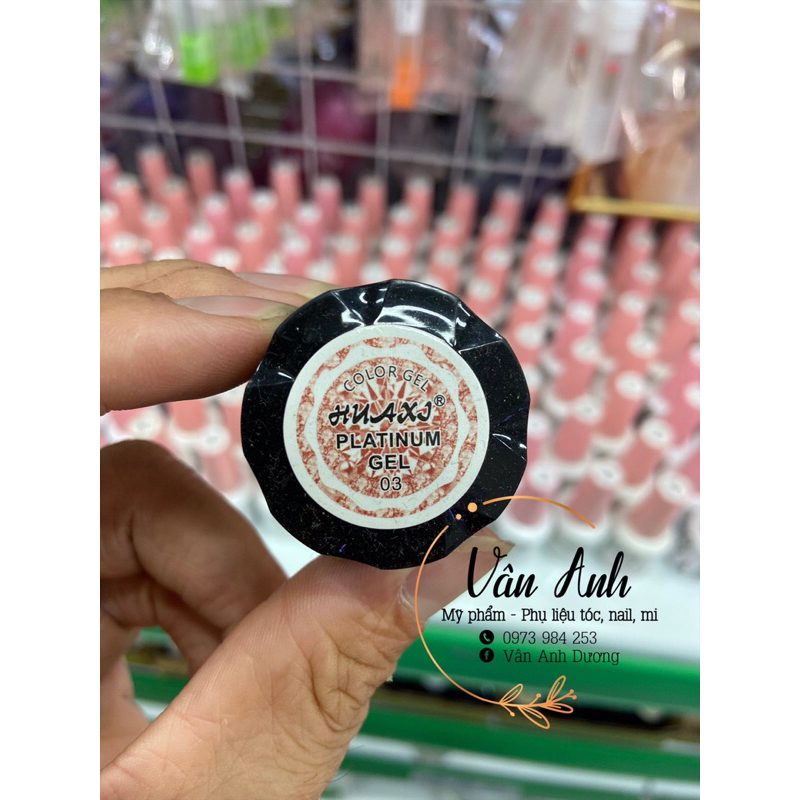 COLOR GEL
HUAXI®
PLATINUM
GEL
03
Vân Anh
Mỹ phẩm - Phụ liệu tóc, nail, mi
0973 984 253
Vân Anh Dương